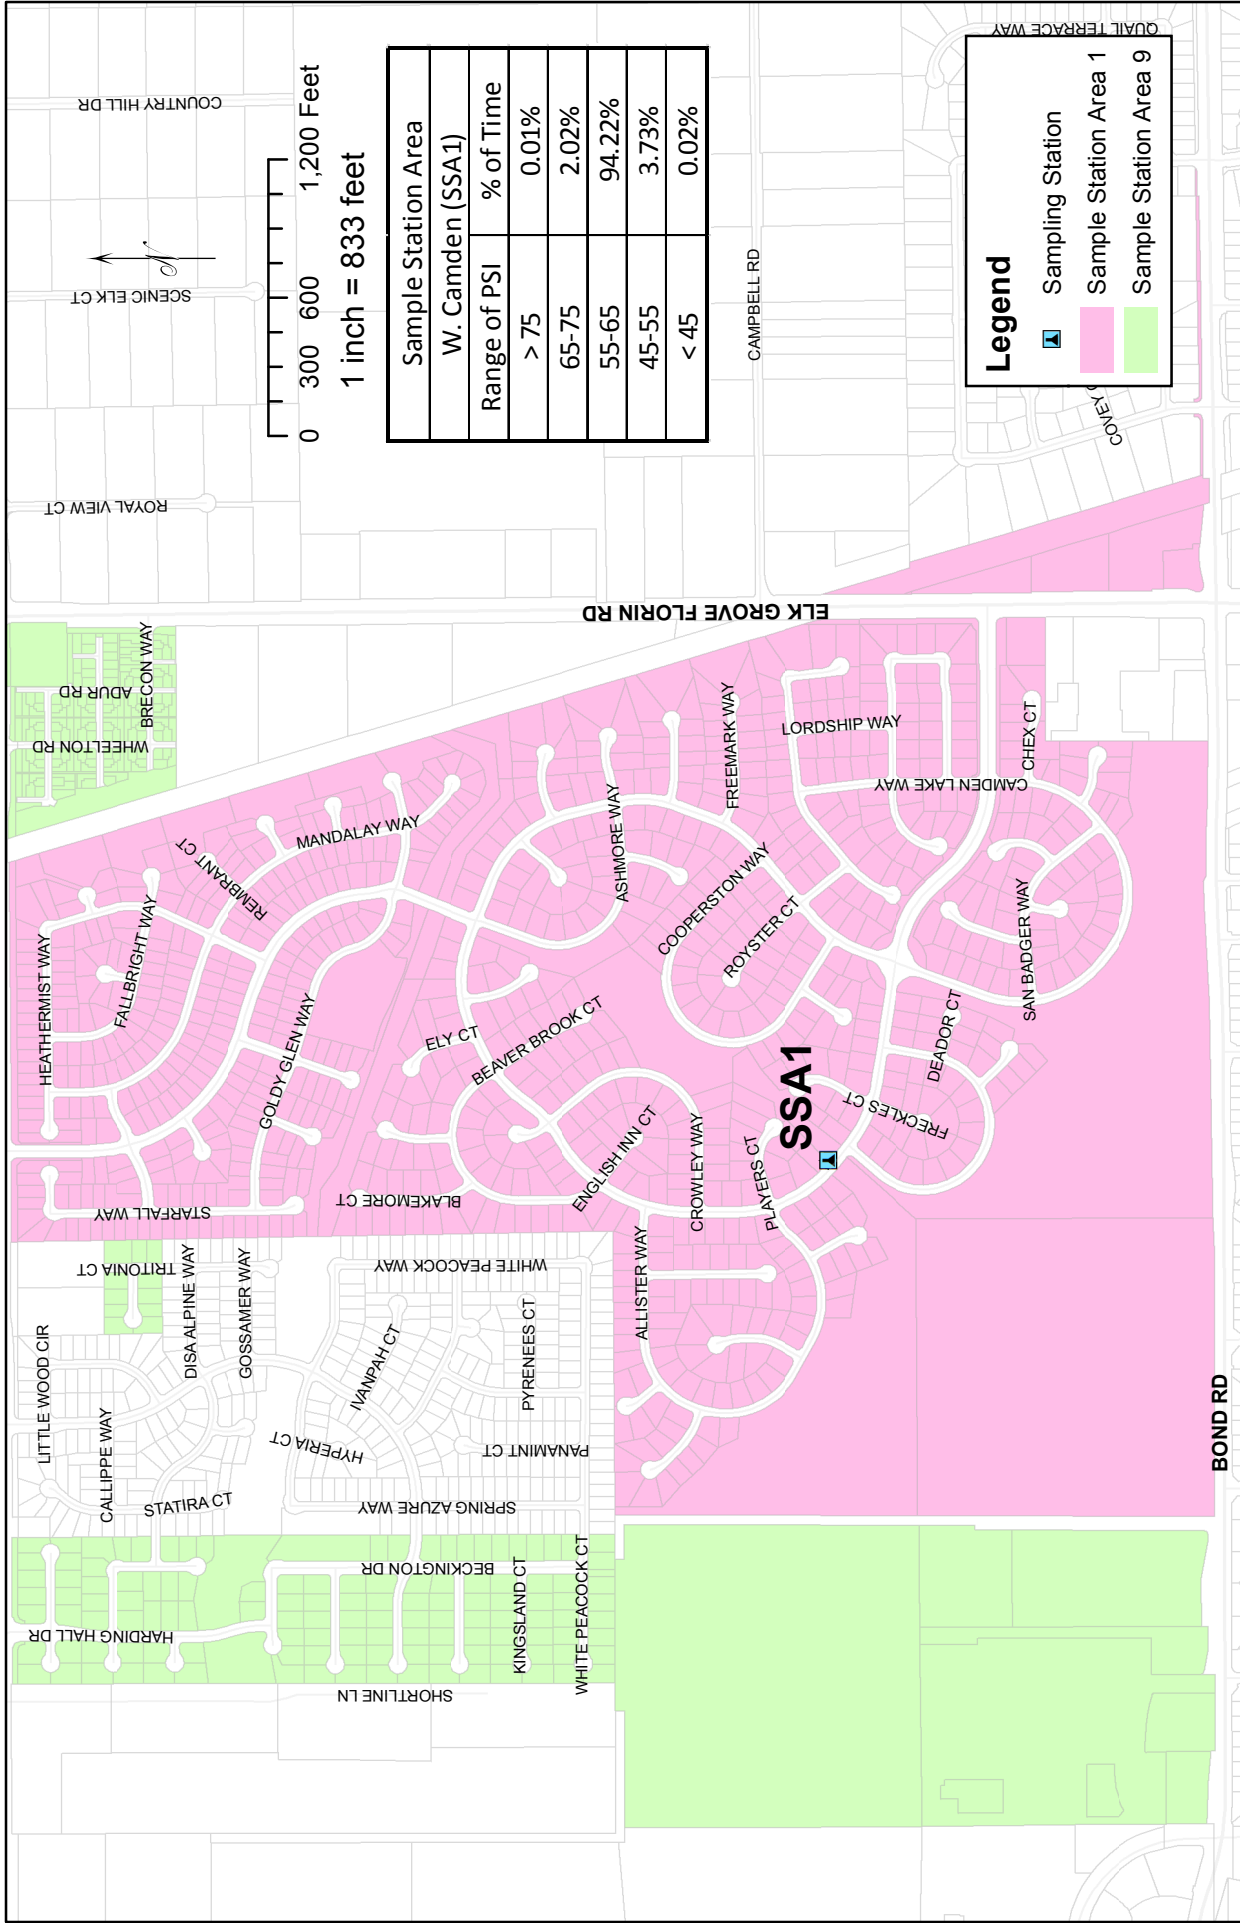 COUNTRY HILL DR
SCENIC ELK CT
ROYAL VIEW CT
0 300 600 1,200 Feet
1 inch = 833 feet
Sample Station Area
W. Camden (SSA1)
Range of PSI % of Time
> 75 0.01%
65-75 2.02%
55-65 94.22%
45-55 3.73%
< 45 0.02%
CAMPBELL RD
QUAIL TERRACE WAY
COVEY
Legend
Sampling Station
Sample Station Area 1
Sample Station Area 9
ELK GROVE FLORIN RD
BRECON WAY
ADUR RD
WHEELTON RD
MANDALAY WAY
REMBRANT CT
FALLBRIGHT WAY
HEATHERMIST WAY
GOLDY GLEN WAY
STARFALL WAY
ELY CT
BEAVER BROOK CT
ENGLISH INN CT
BLAKEMORE CT
CROWLEY WAY
ALLISTER WAY
PLAYERS CT
SSA1
FRECKLES CT
DEADOR CT
SAN BADGER WAY
CAMDEN LAKE WAY
CHEX CT
LORDSHIP WAY
FREEMARK WAY
ASHMORE WAY
COOPERSTON WAY
ROYSTER CT
TRITONIA CT
DISA ALPINE WAY
GOSSAMER WAY
LITTLE WOOD CIR
CALLIPPE WAY
STATIRA CT
WHITE PEACOCK WAY
IVANPAH CT
HYPERIA CT
PYRENEES CT
PANAMINT CT
SPRING AZURE WAY
BECKINGTON DR
HARDING HALL DR
KINGSLAND CT
WHITE PEACOCK CT
SHORTLINE LN
BOND RD